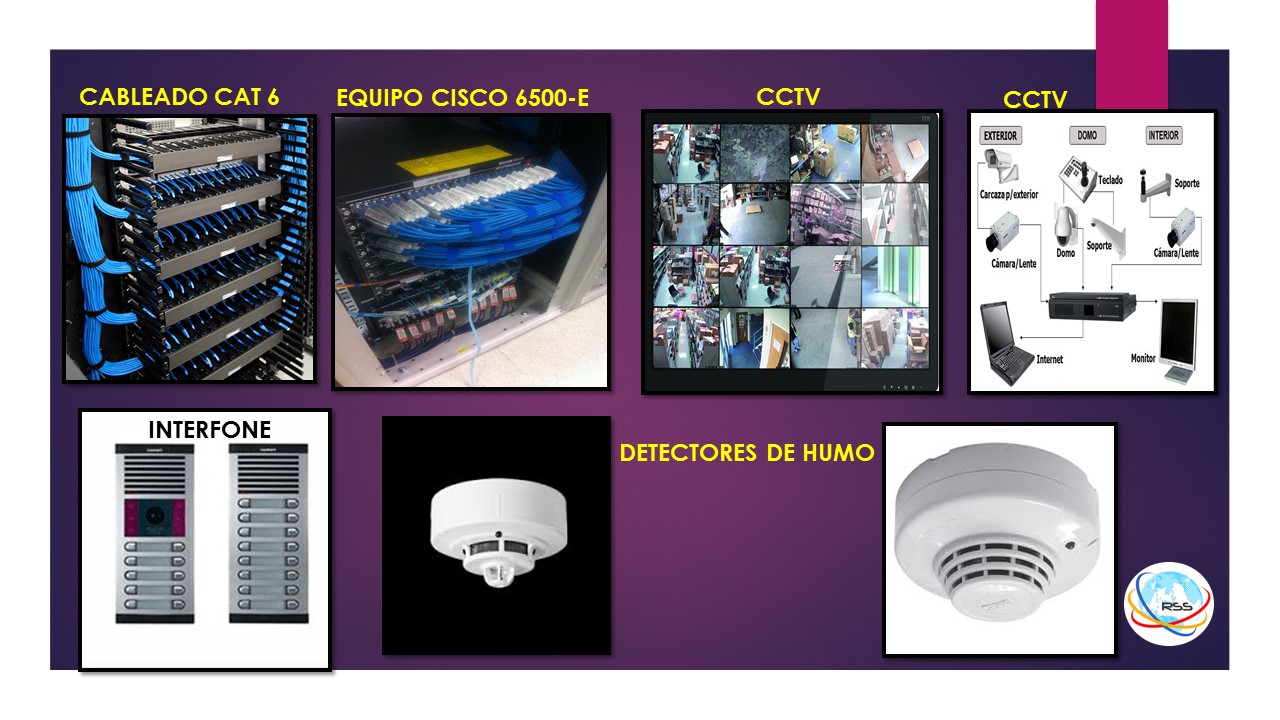 CABLEADO CAT 6
EQUIPO CISCO 6500-E
CCTV
CCTV
EXTERIOR
DOMO
INTERIOR
Carcaza p/exterior
Teclado
Soporte
Cámara/Lente
Domo
Soporte
Cámara/Lente
Internet
Monitor
INTERFONE
DETECTORES DE HUMO
RSS